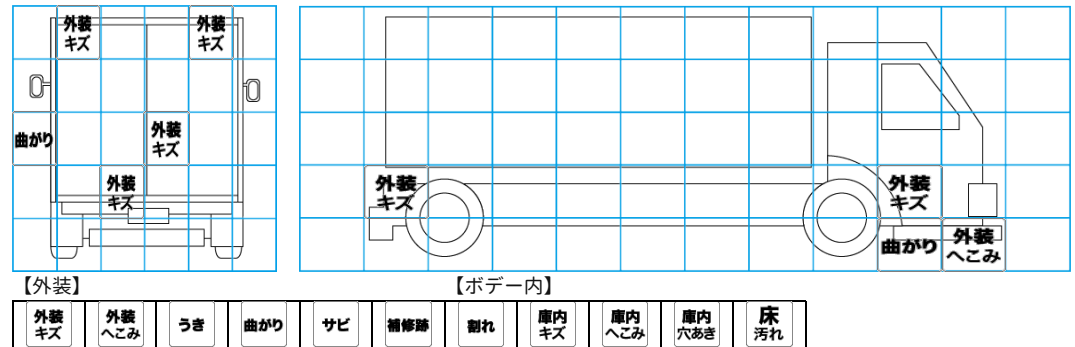 外装
キズ
外装
キズ
曲がり
外装
キズ
外装
キズ
外装
キズ
外装
キズ
曲がり
外装
へこみ
【外装】
【ボデー内】
外装
キズ
外装
へこみ
うき
曲がり
サビ
補修跡
割れ
庫内
キズ
庫内
へこみ
庫内
穴あき
床
汚れ